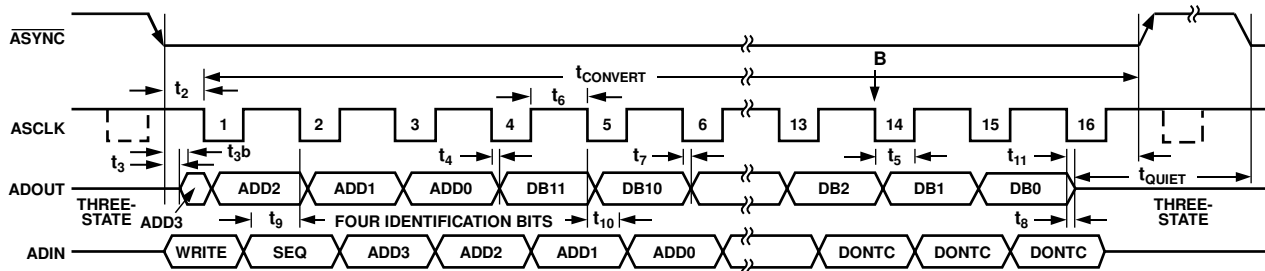 ASYNC
B
t2
tCONVERT
t6
ASCLK
1 2 3 4 5 6 13 14 15 16
t3 t3b t4 t7 t5 t11
tQUIET
ADOUT
THREE-
STATE
ADD3
ADD2 ADD1 ADD0 DB11 DB10 DB2 DB1 DB0
THREE-
STATE
t9 FOUR IDENTIFICATION BITS t10 t8
ADIN WRITE SEQ ADD3 ADD2 ADD1 ADD0 DONTC DONTC DONTC